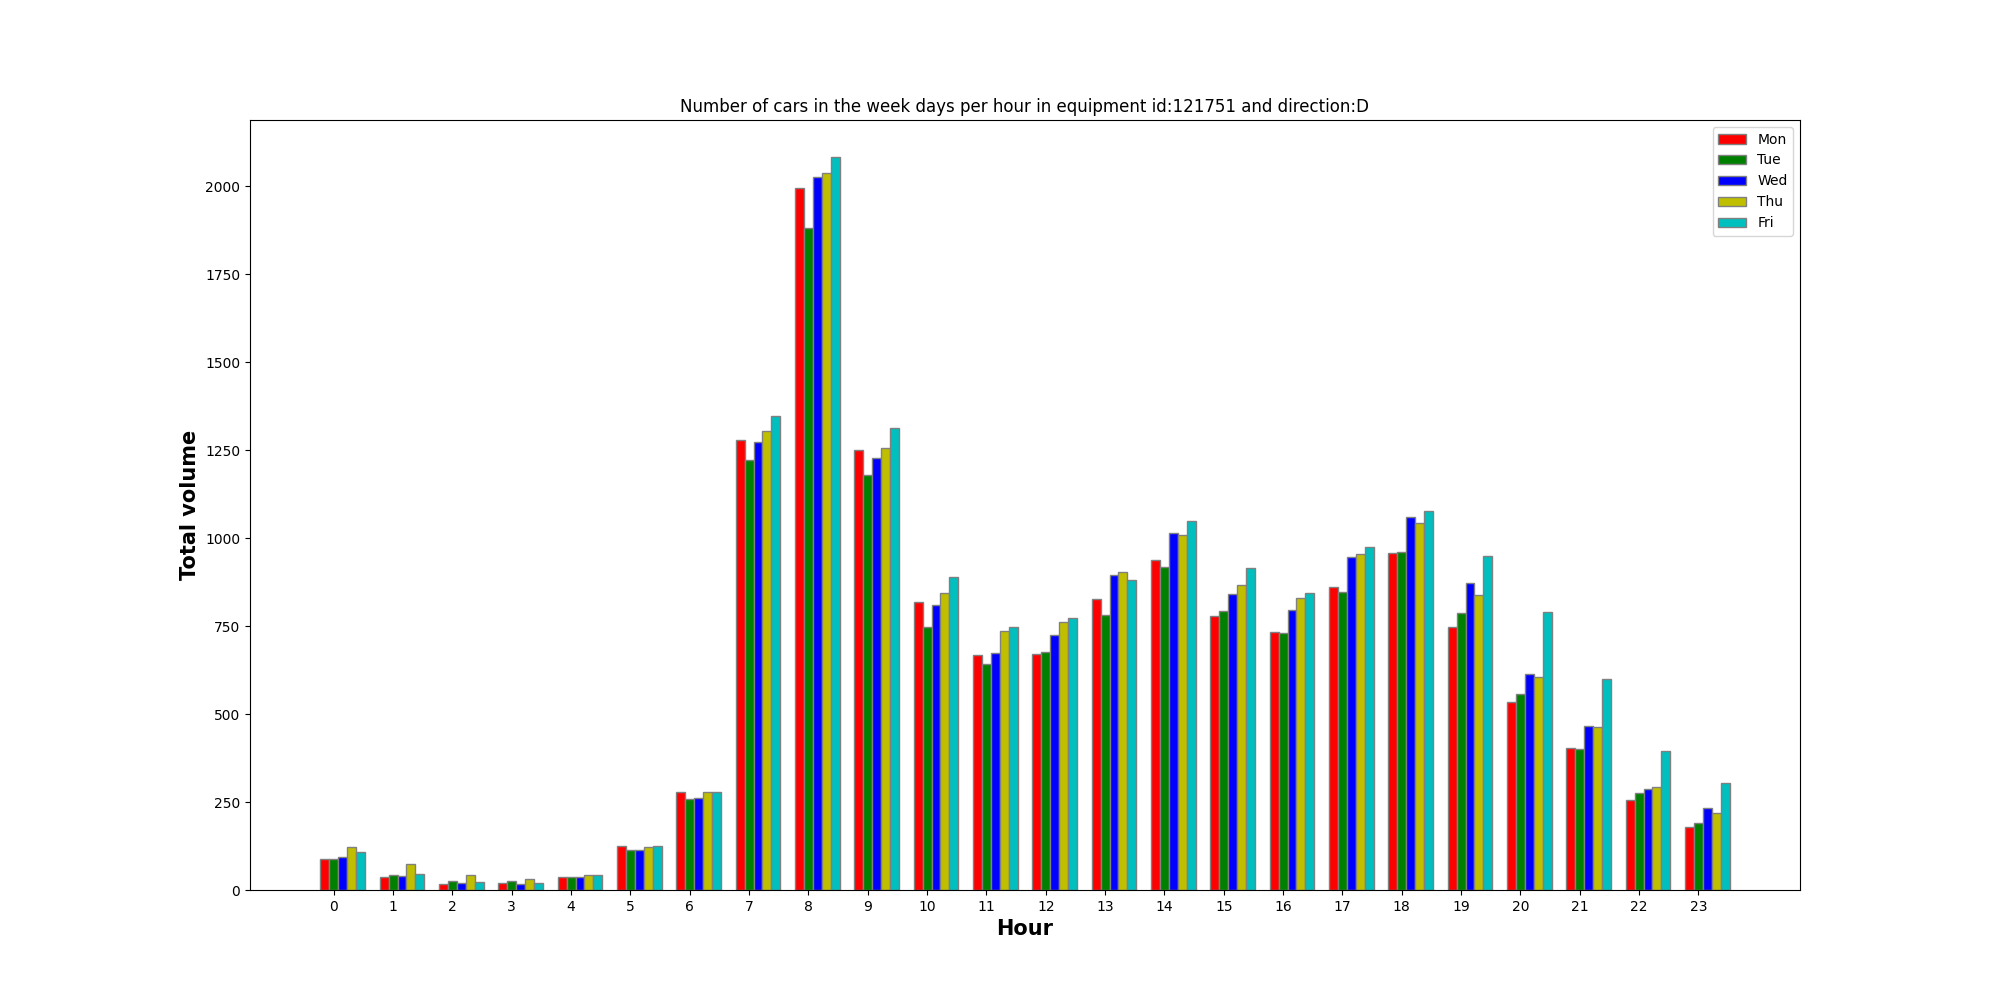 Number of cars in the week days per hour in equipment id:121751 and direction:D
Mon
Tue
Wed
Thu
Fri
Total volume
2000
1750
1500
1250
1000
750
500
250
0
0 1 2 3 4 5 6 7 8 9 10 11 12 13 14 15 16 17 18 19 20 21 22 23
Hour